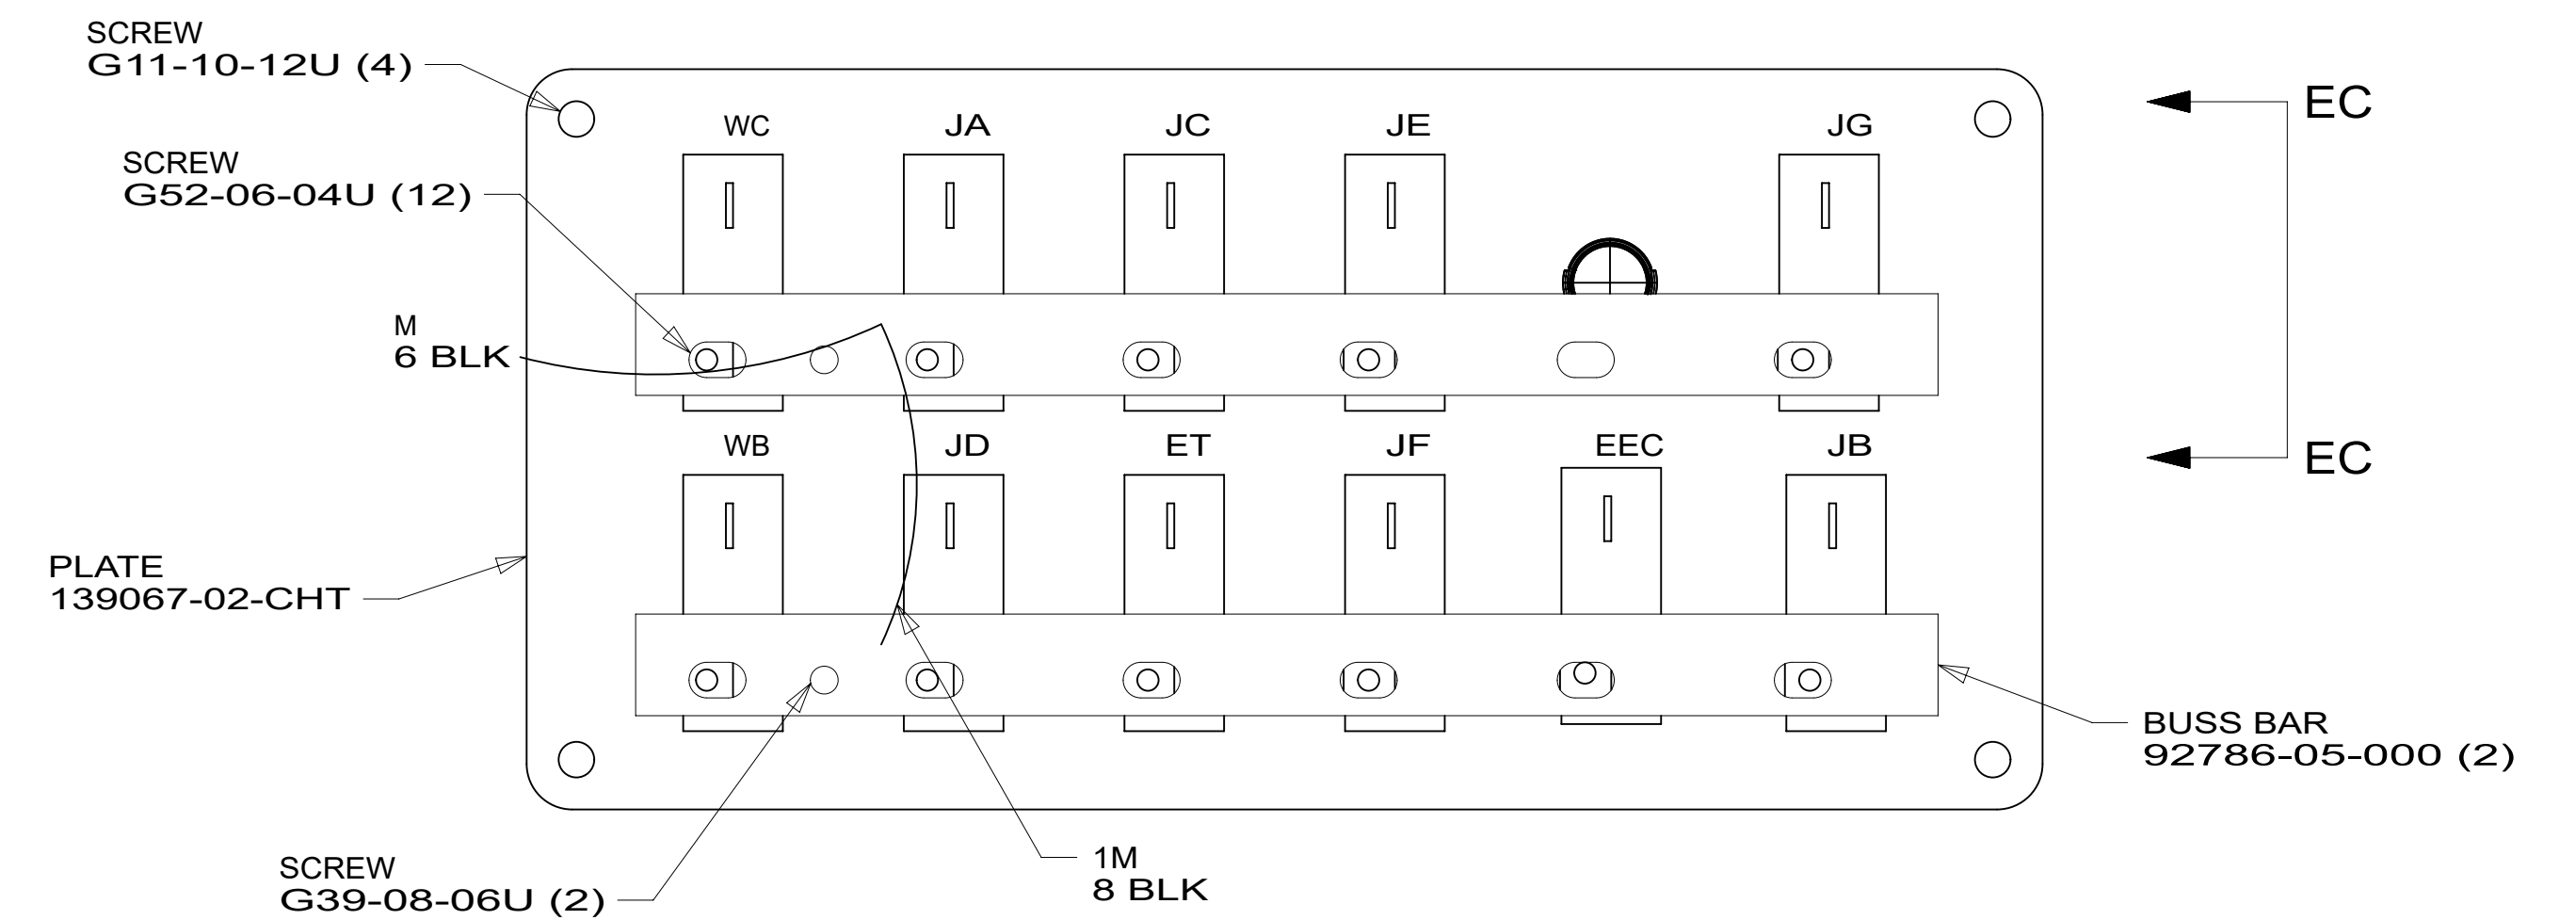 SCREW
G11-10-12U (4)
EC
WC JA JC JE JG
SCREW
G52-06-04U (12)
M
6 BLK
WB JD ET JF EEC JB
EC
PLATE
139067-02-CHT
BUSS BAR
92786-05-000 (2)
1M
8 BLK
SCREW
G39-08-06U (2)